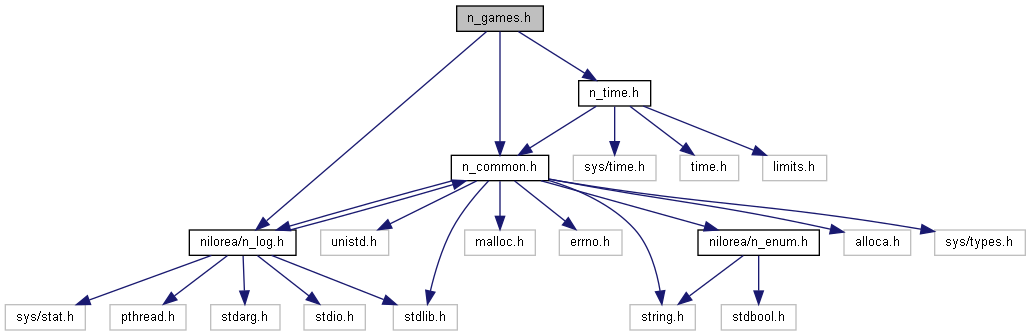 n_games.h
n_time.h
n_common.h
sys/time.h
time.h
limits.h
nilorea/n_log.h
unistd.h
malloc.h
errno.h
nilorea/n_enum.h
alloca.h
sys/types.h
sys/stat.h
pthread.h
stdarg.h
stdio.h
stdlib.h
string.h
stdbool.h